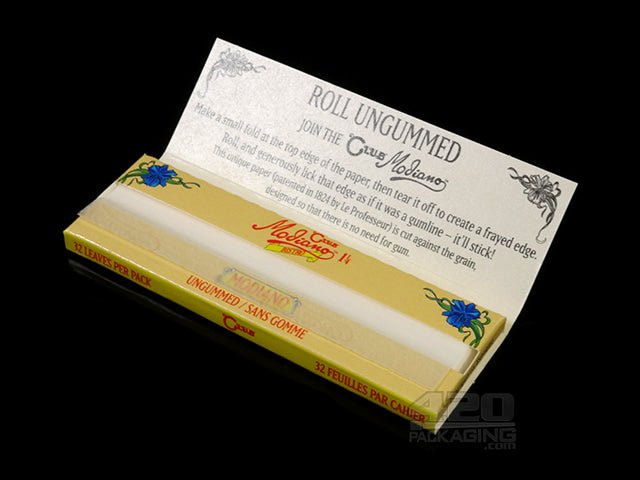 ROLL UNGUMMED
JOIN THE CLUB Modiano
Make a small fold at the top edge of the paper, then tear it off to create a frayed edge.
Roll, and generously lick that edge as if it was a gumline – it'll stick!
This unique paper (patented in 1824 by Le Professeur) is cut against the grain,
designed so that there is no need for gum.
CLUB
Modiano 14
BISTRO
MODIANO
32 LEAVES PER PACK
UNGUMMED / SANS GOMME
CLUB
32 FEUILLES PAR CAHIER
420
PACKAGING
.com